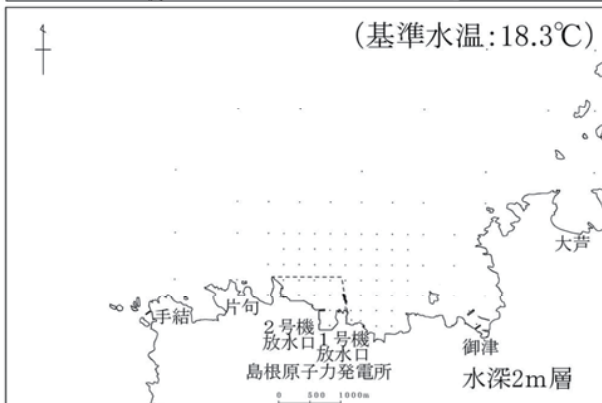 (基準水温:18.3℃)
大芦
手結
片句
2号機
放水口
1号機
放水口
御津
島根原子力発電所
水深2m層
0 500 1000m